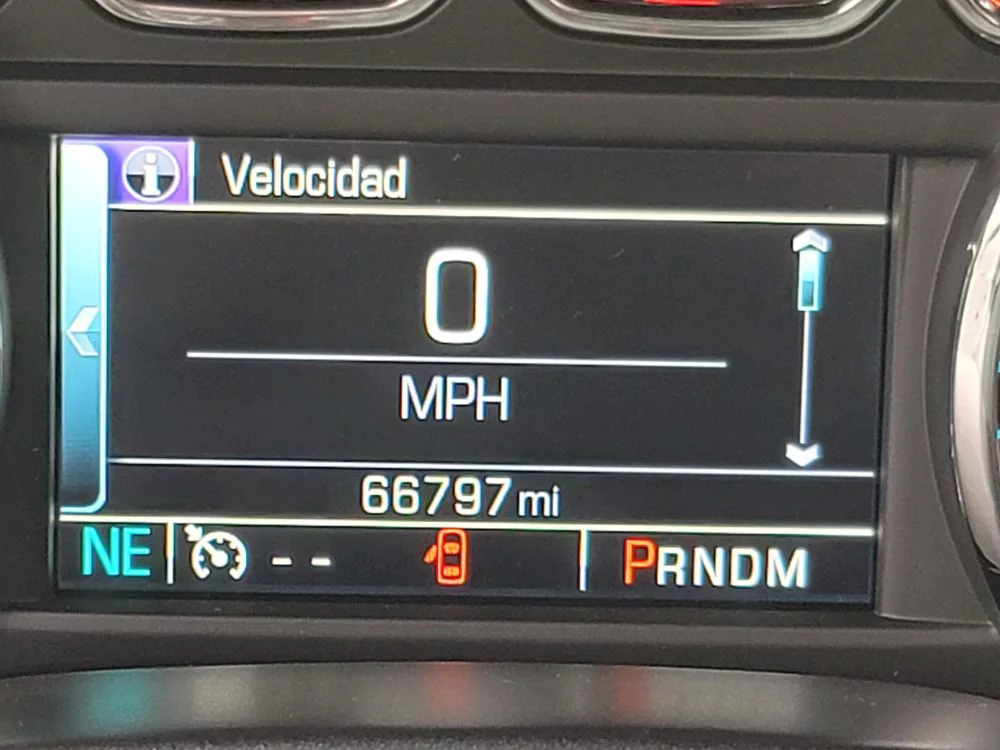 Velocidad
0
MPH
66797 mi
NE -- PRNDM